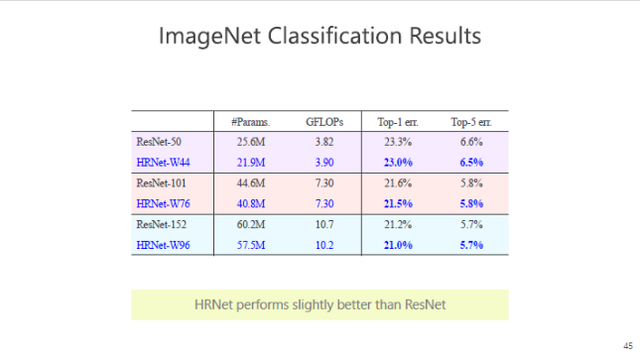 ImageNet Classification Results
#Params. GFLOPs Top-1 err. Top-5 err.
ResNet-50 25.6M 3.82 23.3% 6.6%
HRNet-W44 21.9M 3.90 23.0% 6.5%
ResNet-101 44.6M 7.30 21.6% 5.8%
HRNet-W76 40.8M 7.30 21.5% 5.8%
ResNet-152 60.2M 10.7 21.2% 5.7%
HRNet-W96 57.5M 10.2 21.0% 5.7%
HRNet performs slightly better than ResNet
45